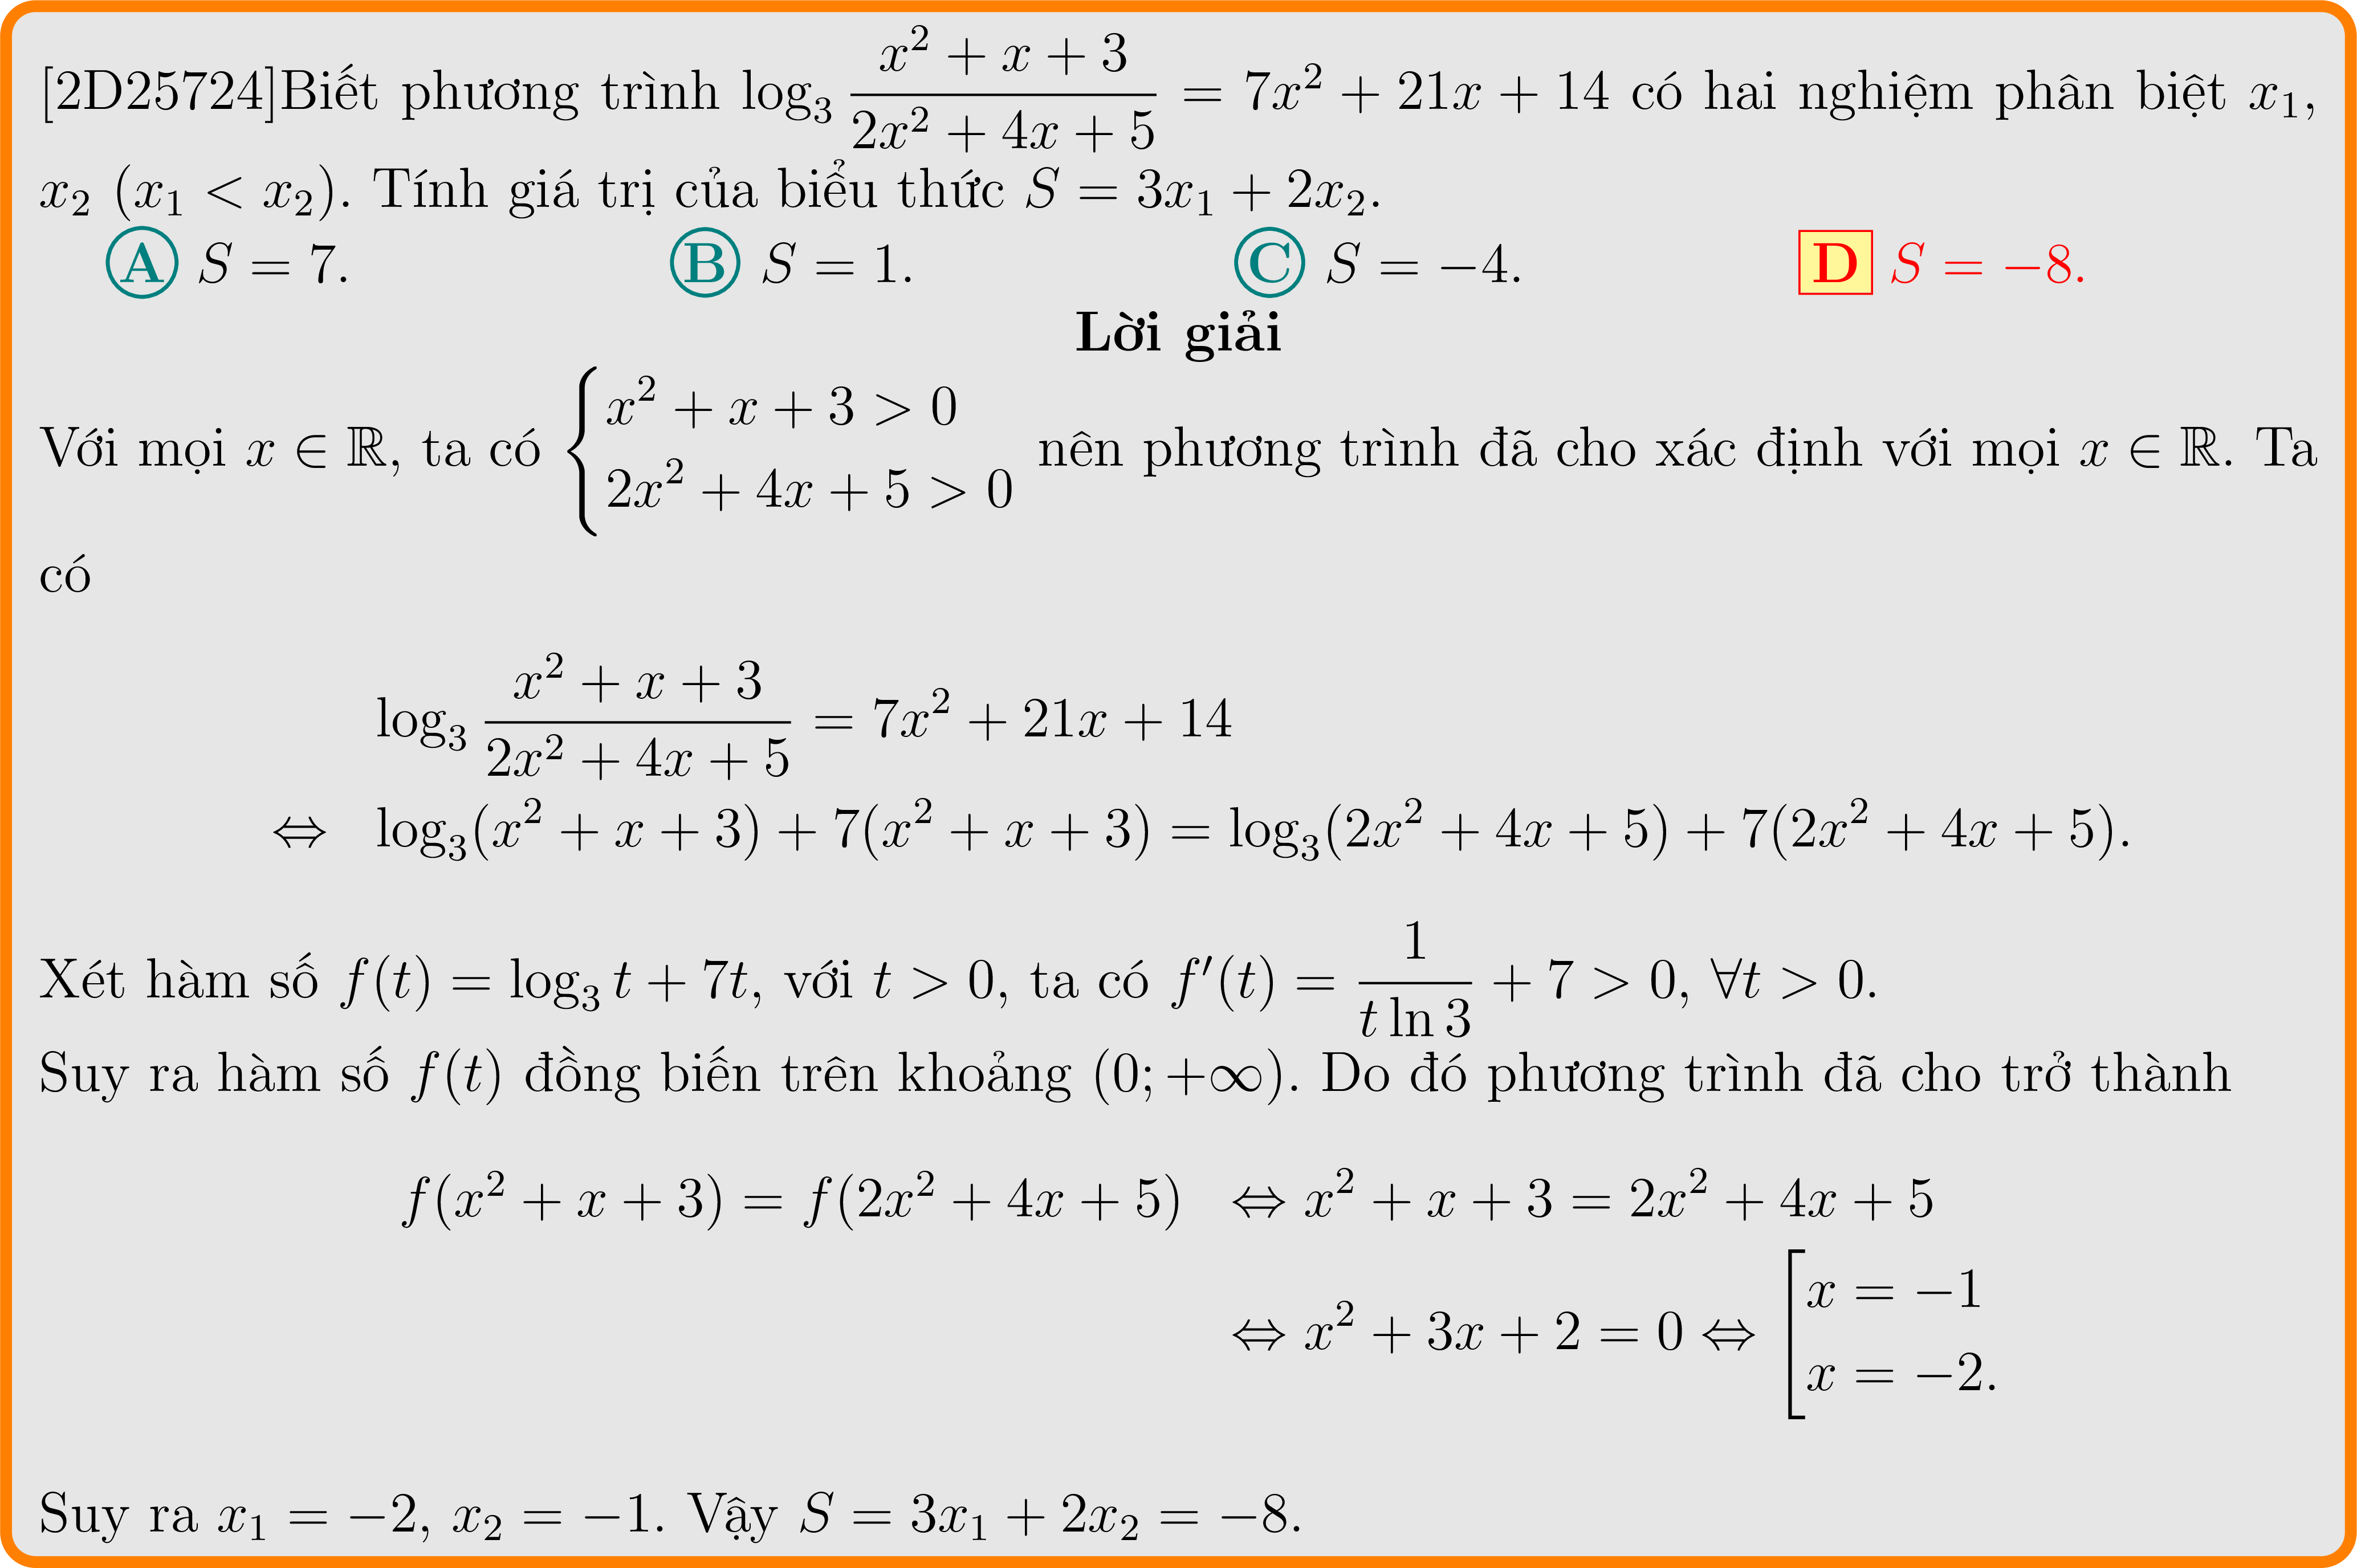 [2D25724]Biết phương trình $\log_3 \dfrac{x^2 + x + 3}{2x^2 + 4x + 5} = 7x^2 + 21x + 14$ có hai nghiệm phân biệt $x_1$,
$x_2$ $(x_1 < x_2)$. Tính giá trị của biểu thức $S = 3x_1 + 2x_2$.
A $S = 7$. B $S = 1$. C $S = -4$. D $S = -8$.
Lời giải
Với mọi $x \in \mathbb{R}$, ta có $\begin{cases} x^2 + x + 3 > 0 \\ 2x^2 + 4x + 5 > 0 \end{cases}$ nên phương trình đã cho xác định với mọi $x \in \mathbb{R}$. Ta
có
$\log_3 \dfrac{x^2 + x + 3}{2x^2 + 4x + 5} = 7x^2 + 21x + 14$
$\Leftrightarrow \log_3(x^2 + x + 3) + 7(x^2 + x + 3) = \log_3(2x^2 + 4x + 5) + 7(2x^2 + 4x + 5).$
Xét hàm số $f(t) = \log_3 t + 7t$, với $t > 0$, ta có $f'(t) = \dfrac{1}{t \ln 3} + 7 > 0$, $\forall t > 0$.
Suy ra hàm số $f(t)$ đồng biến trên khoảng $(0; +\infty)$. Do đó phương trình đã cho trở thành
$f(x^2 + x + 3) = f(2x^2 + 4x + 5) \Leftrightarrow x^2 + x + 3 = 2x^2 + 4x + 5$
$\Leftrightarrow x^2 + 3x + 2 = 0 \Leftrightarrow \left[\begin{array}{l} x = -1 \\ x = -2. \end{array}\right.$
Suy ra $x_1 = -2$, $x_2 = -1$. Vậy $S = 3x_1 + 2x_2 = -8$.